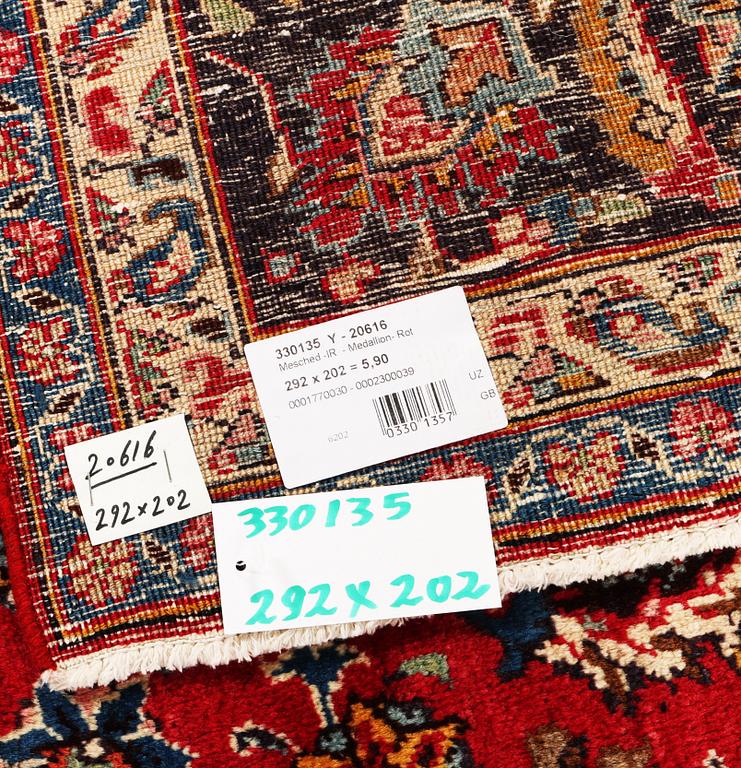 330135 Y - 20616
Mesched -IR - Medallion- Rot
292 x 202 = 5,90
0001770030 - 0002300039
UZ
GB
6202
0330 1357
20616
292x202
330135
292 x 202